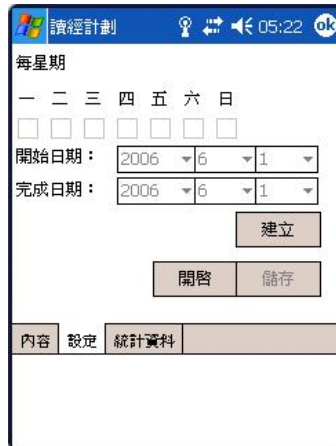 讀經計劃 05:22 ok
每星期
一 二 三 四 五 六 日
開始日期： 2006 6 1
完成日期： 2006 6 1
建立
開啓 儲存
內容 設定 統計資料